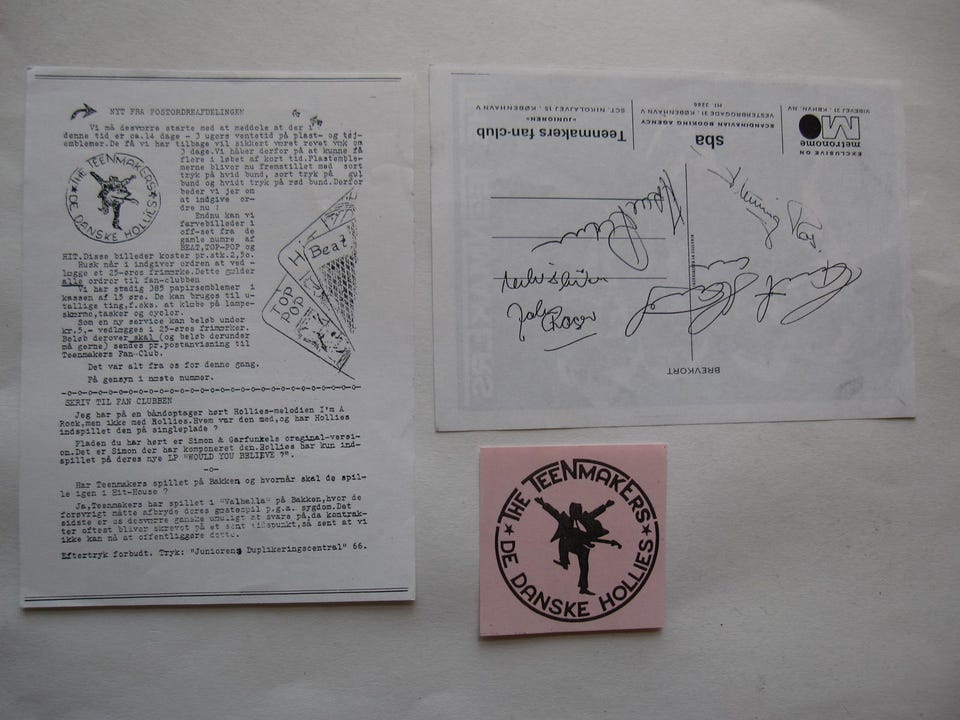 NYT FRA POSTORDREAFDELINGEN
Vi må desværre starte med at meddele at der i
denne tid er ca.14 dage - 3 ugers ventetid på plast- og tøj-
emblemer.De få vi har tilbage vil sikkert været revet væk om
3 dage.Vi håber derfor på at kunne få
flere i løbet af kort tid.Plastemble-
merne bliver nu fremstillet med sort
tryk på hvid bund, sort tryk på gul
bund og hvidt tryk på rød bund.Derfor
beder vi jer om
at indgive or-
dre nu !
Endnu kan vi
farvebilleder i
off-set fra de
gamle numre af
BEAT,TOP-POP og
HIT.Disse billeder koster pr.stk.2,5o.
Husk når i indgiver ordren at ved -
lægge et 25-øres frimærke.Dette gælder
alle ordrer til fan-clubben
Vi har stadig 385 papirsemblemer i
kassen af 15 øre. De kan bruges til u-
tallige ting,f.eks. at klæbe på lampe-
skærme,tasker og cycler.
Som en ny service kan beløb under
kr.5,- vedlægges i 25-øres frimærker.
Beløb derover skal (og beløb derunder
må gerne) sendes pr.postanvisning til
Teenmakers Fan-Club.
Det var alt fra os for denne gang.
På gensyn i næste nummer.
THE TEENMAKERS
DE DANSKE HOLLIES
HIT
Beat
TOP
POP
SKRIV TIL FAN CLUBBEN
Jeg har på en båndoptager hørt Hollies-melodien I'm A
Rock,men ikke med Hollies.Hvem var den med,og har Hollies
indspillet den på singleplade ?
Pladen du har hørt er Simon & Garfunkels oraginal-versi-
on.Det er Simon der har komponeret den.Hollies har kun ind-
spillet på deres nye LP "WOULD YOU BELIEVE ?".
-o-
Har Teenmakers spillet på Bakken og hvornår skal de spil-
le igen i Hit-House ?
Ja,Teenmakers har spillet i "Valhalla" på Bakken,hvor de
forøvrigt måtte afbryde deres gæstespil p.g.a. sygdom.Det
sidste er os desværre ganske umuligt at svare på,da kontrak-
ter oftest bliver skrevet på et sent tidspunkt,så sent at vi
ikke kan nå at offentliggøre dette.
Eftertryk forbudt. Tryk: "Juniorens Duplikeringscentral" 66.
EXCLUSIVE ON
metronome
M
VIBEVEJ 31 . KBHVN. NV
sba
SCANDINAVIAN BOOKING AGENCY
VESTERBROGADE 31, KØBENHAVN V
HI 3266
Teenmakers fan-club
»JUNIOREN«
SCT. NIKOLAJVEJ 15 . KØBENHAVN V
BREVKORT
Flemming
THE TEENMAKERS
DE DANSKE HOLLIES